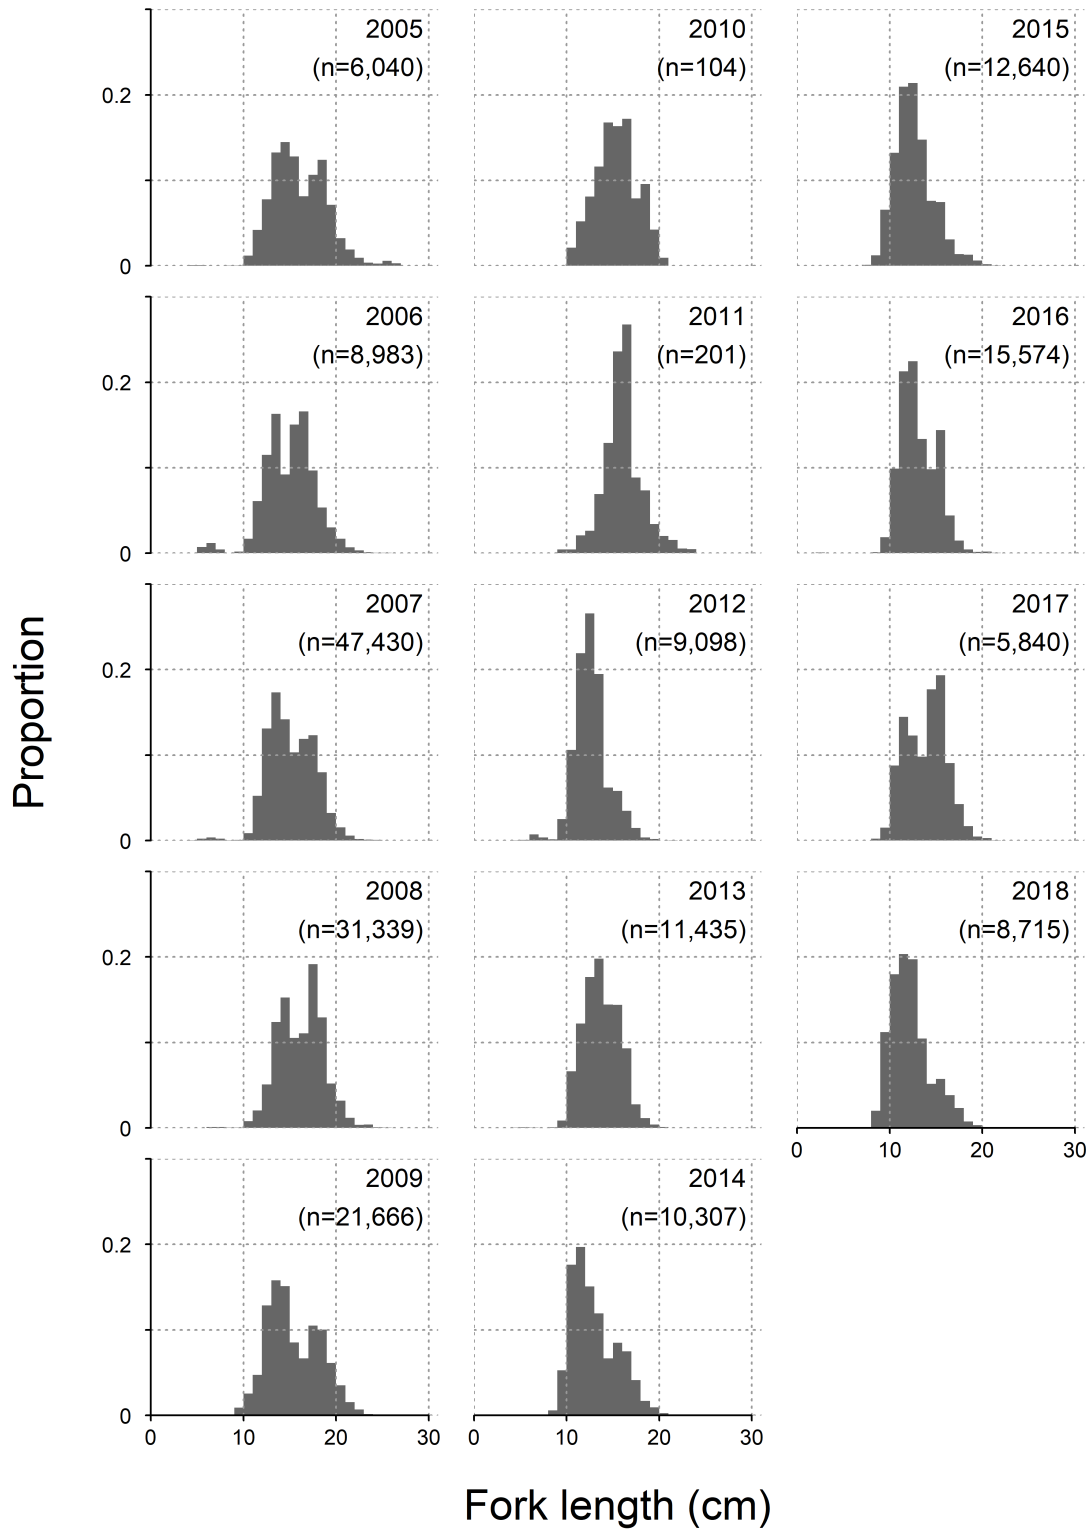 2005
(n=6,040)
2010
(n=104)
2015
(n=12,640)
0.2
0
2006
(n=8,983)
2011
(n=201)
2016
(n=15,574)
0.2
0
2007
(n=47,430)
2012
(n=9,098)
2017
(n=5,840)
0.2
0
2008
(n=31,339)
2013
(n=11,435)
2018
(n=8,715)
0.2
0
0 10 20 30
2009
(n=21,666)
2014
(n=10,307)
0.2
0
0 10 20 30
0 10 20 30
Proportion
Fork length (cm)